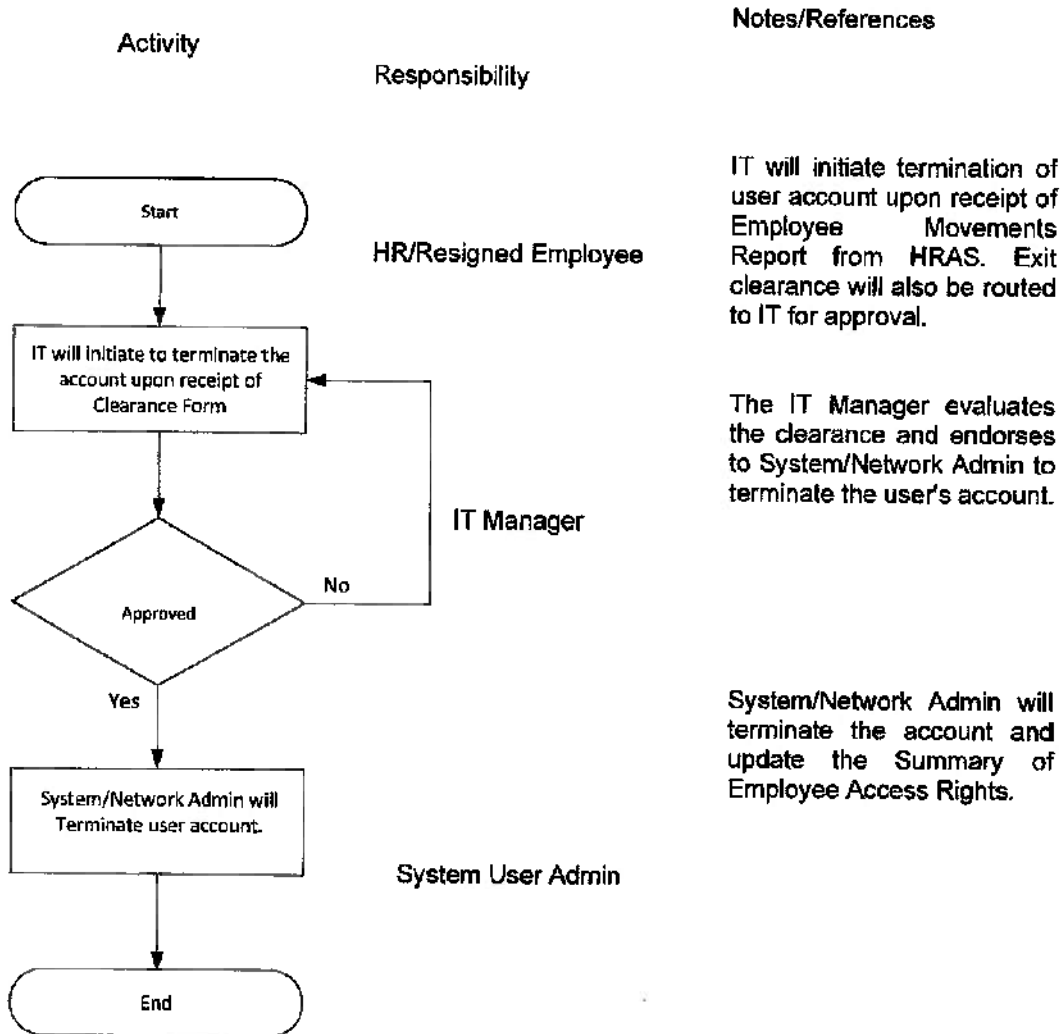 Activity
Responsibility
Notes/References
Start
HR/Resigned Employee
IT will initiate termination of
user account upon receipt of
Employee Movements
Report from HRAS. Exit
clearance will also be routed
to IT for approval.
IT will initiate to terminate the
account upon receipt of
Clearance Form
The IT Manager evaluates
the clearance and endorses
to System/Network Admin to
terminate the user's account.
IT Manager
No
Approved
Yes
System/Network Admin will
Terminate user account.
System/Network Admin will
terminate the account and
update the Summary of
Employee Access Rights.
System User Admin
End